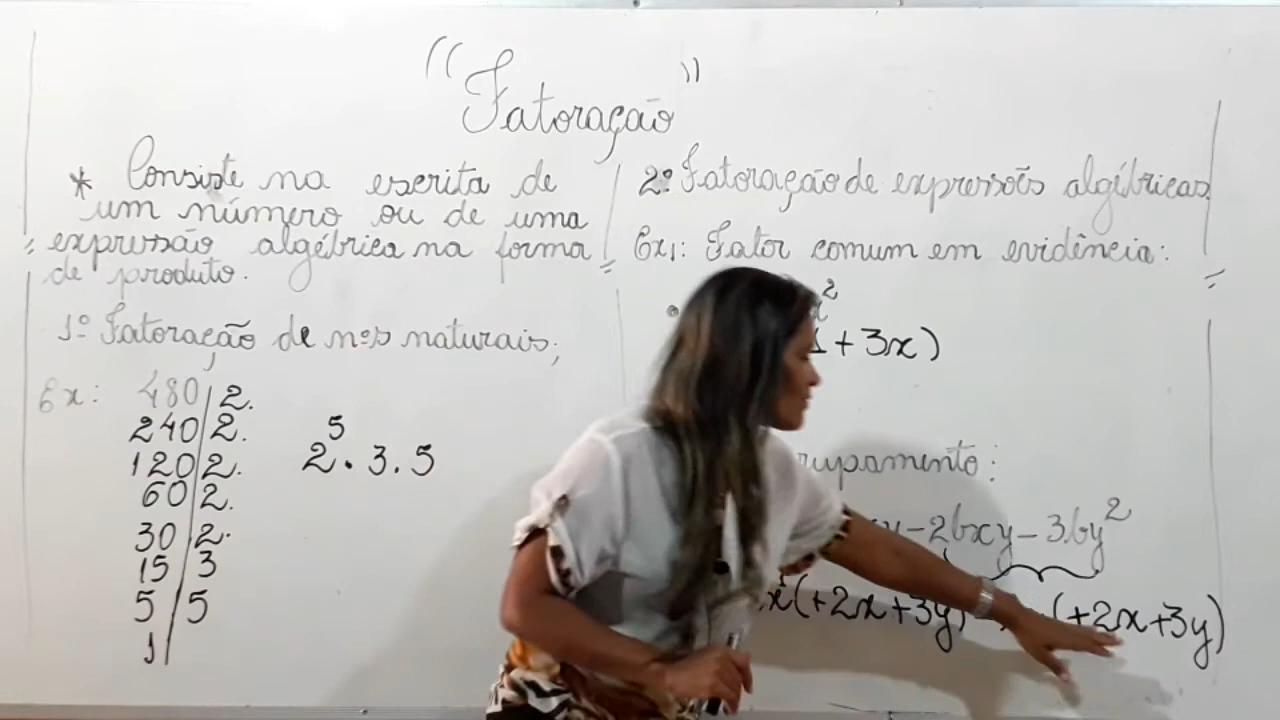 "Fatoração"
* Consiste na escrita de
um número ou de uma
expressão algébrica na forma
de produto.
1º Fatoração de nºs naturais;
Ex: 480 | 2.
240 | 2.
120 | 2.
60 | 2.
30 | 2.
15 | 3
5 | 5
1
2⁵ . 3 . 5
2º Fatoração de expressões algébricas.
Ex1: Fator comum em evidência:
+ 3x)
rupamento:
- 2bxy - 3by²
(+2x+3y) (+2x+3y)